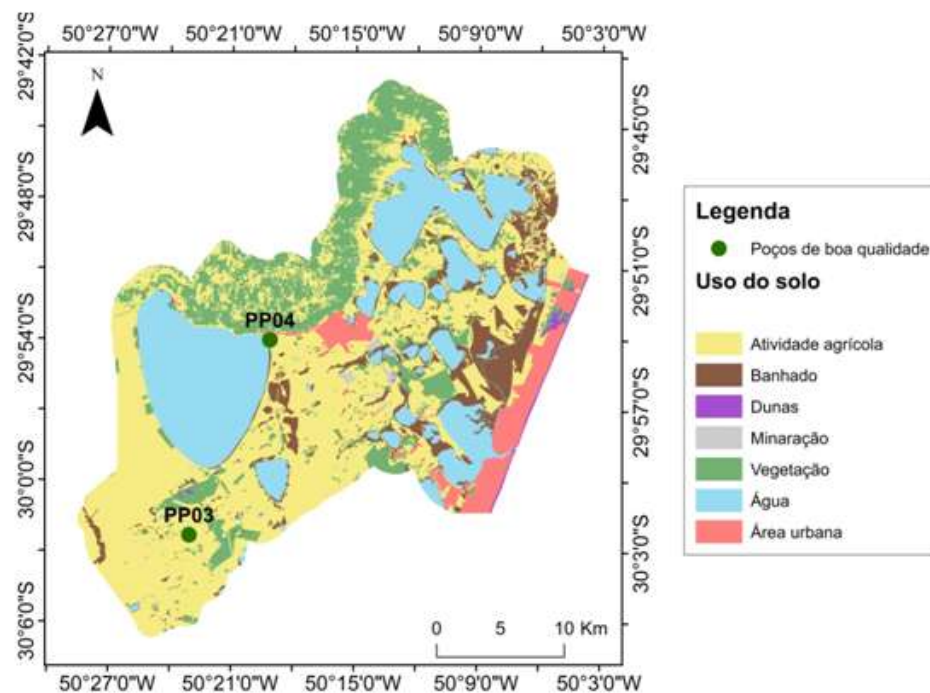 50°27'0"W 50°21'0"W 50°15'0"W 50°9'0"W 50°3'0"W
29°42'0"S
29°48'0"S
29°54'0"S
30°0'0"S
30°6'0"S
N
PP04
PP03
29°45'0"S
29°51'0"S
29°57'0"S
30°3'0"S
0 5 10 Km
50°27'0"W 50°21'0"W 50°15'0"W 50°9'0"W 50°3'0"W
Legenda
Poços de boa qualidade
Uso do solo
Atividade agrícola
Banhado
Dunas
Minaração
Vegetação
Água
Área urbana